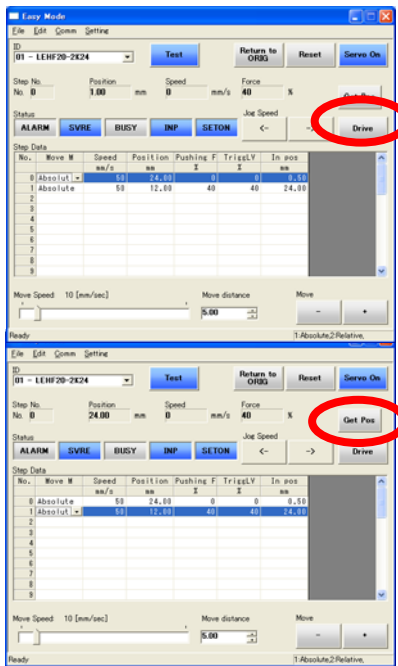 Easy Mode
File Edit Comm Setting
ID
01 - LEHF20-2K24 Test Return to ORIG Reset Servo On
Step No. Position Speed Force
No. 0 1.00 mm 0 mm/s 40 % Get Pos
Status Jog Speed
ALARM SVRE BUSY INP SETON <- -> Drive
Step Data
No. Move M Speed Position Pushing F TriggLV In pos
mm/s mm % % mm
0 Absolut 50 24.00 0 0 0.50
1 Absolute 50 12.00 40 40 24.00
2
3
4
5
6
7
8
9
Move Speed 10 [mm/sec] Move distance Move
5.00 - +
Ready 1:Absolute,2:Relative,
File Edit Comm Setting
ID
01 - LEHF20-2K24 Test Return to ORIG Reset Servo On
Step No. Position Speed Force
No. 0 24.00 mm 0 mm/s 40 % Get Pos
Status Jog Speed
ALARM SVRE BUSY INP SETON <- -> Drive
Step Data
No. Move M Speed Position Pushing F TriggLV In pos
mm/s mm % % mm
0 Absolute 50 24.00 0 0 0.50
1 Absolut 50 12.00 40 40 24.00
2
3
4
5
6
7
8
9
Move Speed 10 [mm/sec] Move distance Move
5.00 - +
Ready 1:Absolute,2:Relative,